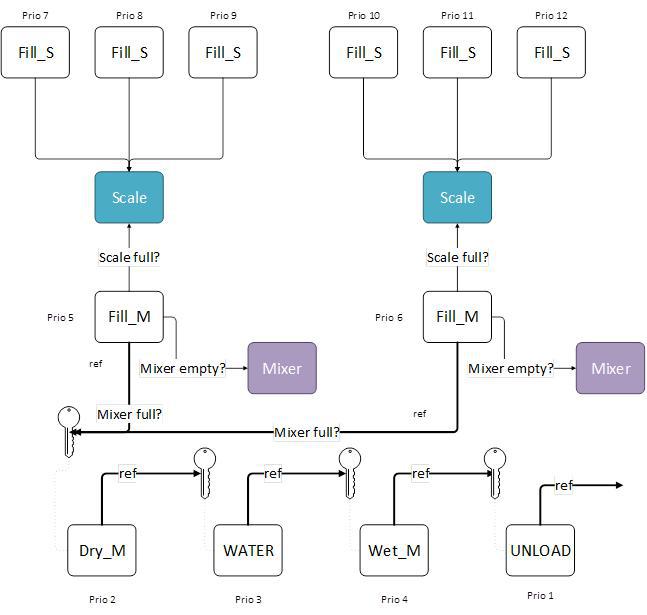 Prio 7
Prio 8
Prio 9
Prio 10
Prio 11
Prio 12
Fill_S
Fill_S
Fill_S
Fill_S
Fill_S
Fill_S
Scale
Scale
Scale full?
Scale full?
Prio 5
Fill_M
Prio 6
Fill_M
ref
Mixer empty?
Mixer
Mixer empty?
Mixer
Mixer full?
ref
Mixer full?
ref
ref
ref
ref
Dry_M
WATER
Wet_M
UNLOAD
Prio 2
Prio 3
Prio 4
Prio 1